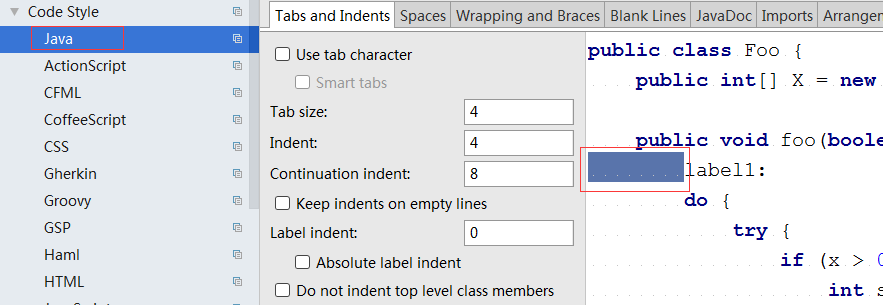 Code Style
Java
ActionScript
CFML
CoffeeScript
CSS
Gherkin
Groovy
GSP
Haml
HTML
Tabs and Indents Spaces Wrapping and Braces Blank Lines JavaDoc Imports Arrangem
Use tab character
Smart tabs
Tab size: 4
Indent: 4
Continuation indent: 8
Keep indents on empty lines
Label indent: 0
Absolute label indent
Do not indent top level class members
public class Foo {
public int[] X = new
public void foo(boole
label1:
do {
try {
if (x > 0
int s